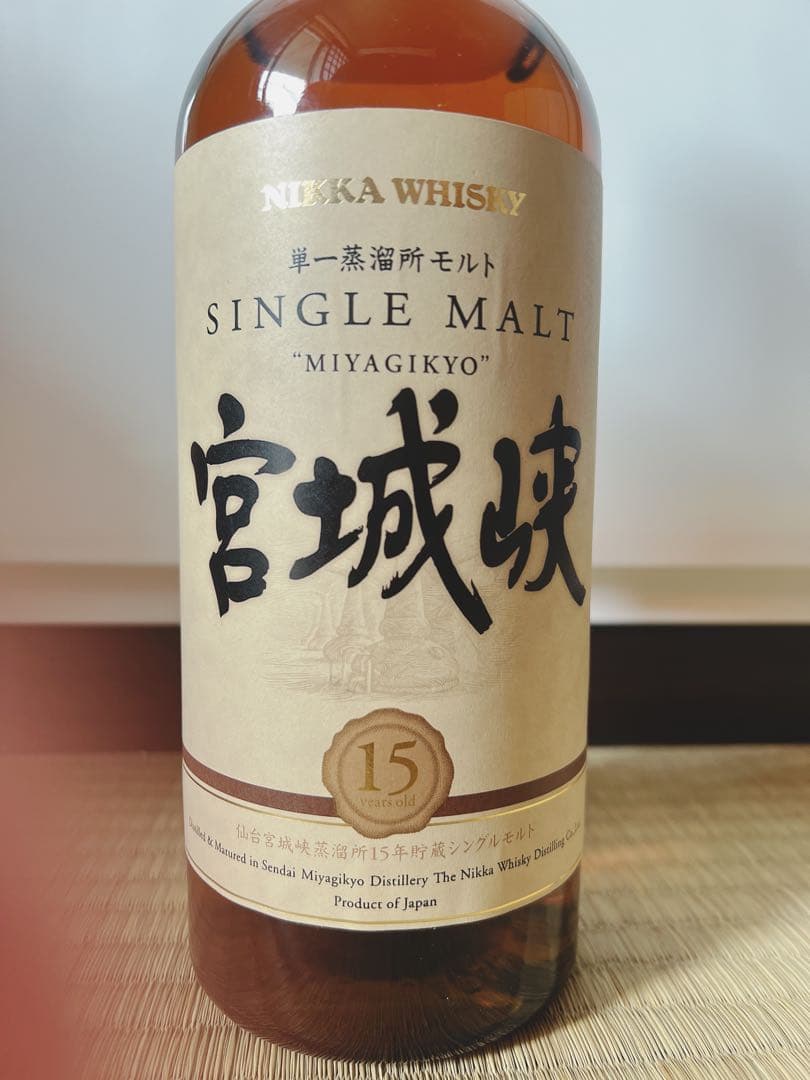 NIKKA WHISKY
単一蒸溜所モルト
SINGLE MALT
“MIYAGIKYO”
宮城峡
15
years old
仙台宮城峡蒸溜所15年貯蔵シングルモルト
Distilled & Matured in Sendai Miyagikyo Distillery The Nikka Whisky Distilling Co.,Ltd.
Product of Japan